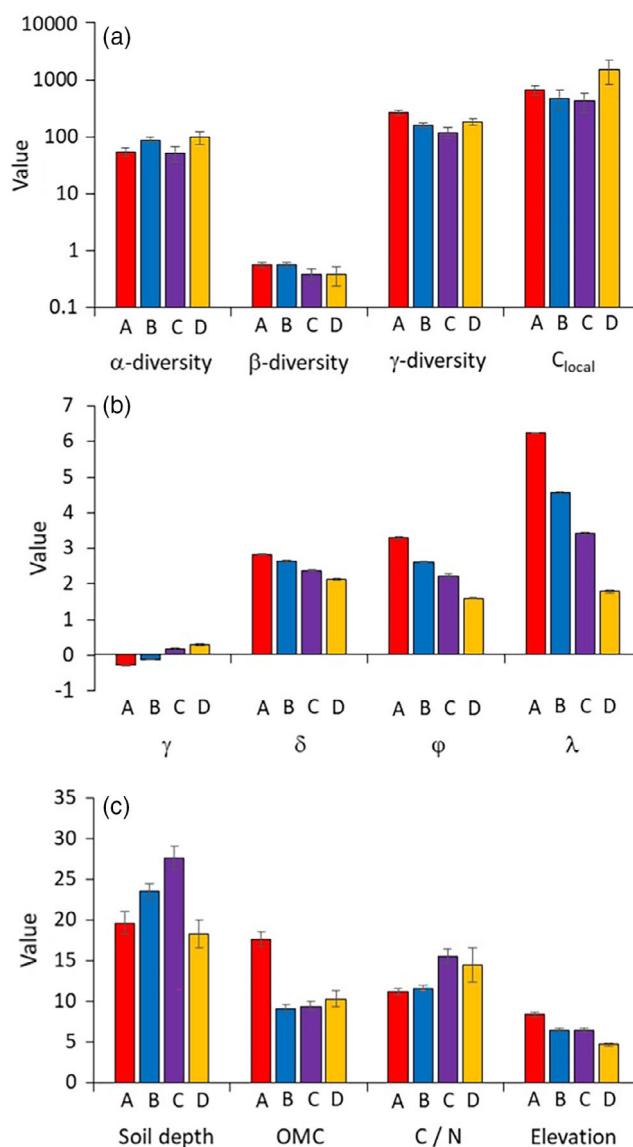 (a)
10000
1000
100
10
1
0.1
Value
A B C D A B C D A B C D A B C D
α-diversity β-diversity γ-diversity Clocal
(b)
7
6
5
4
3
2
1
0
-1
Value
A B C D A B C D A B C D A B C D
γ δ φ λ
(c)
35
30
25
20
15
10
5
0
Value
A B C D A B C D A B C D A B C D
Soil depth OMC C / N Elevation